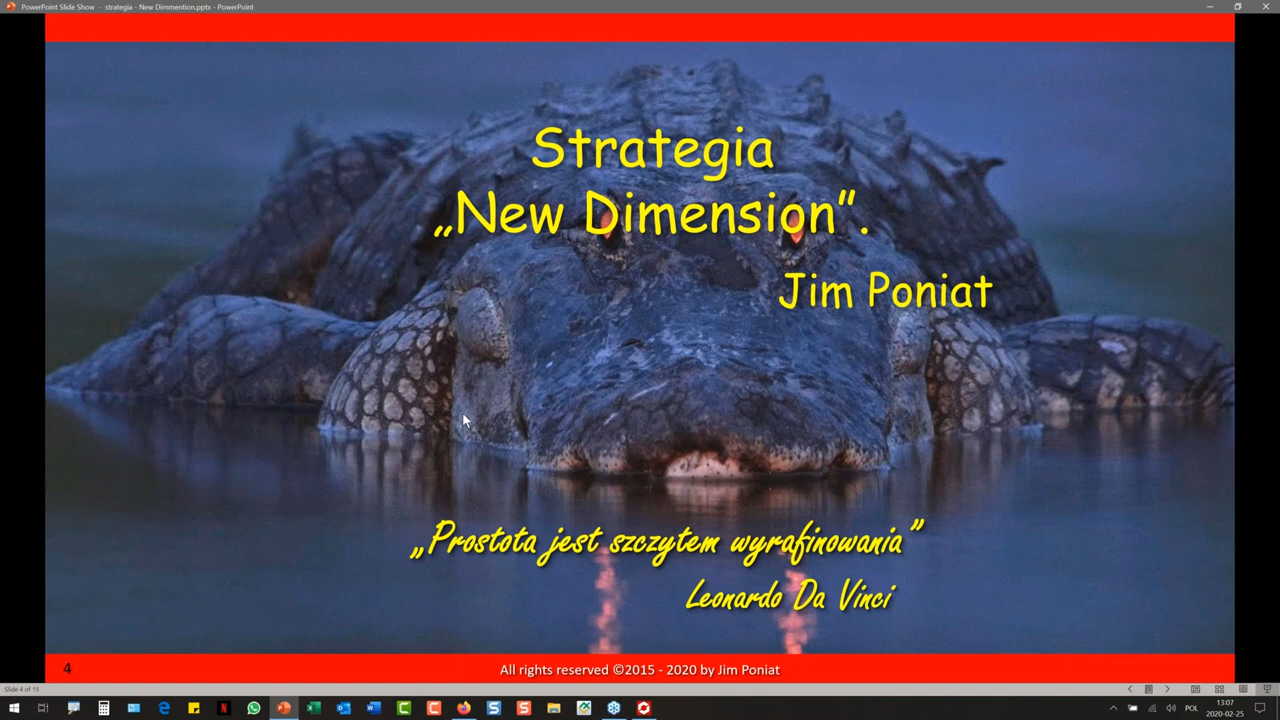 PowerPoint Slide Show - strategia - New Dimmention.pptx - PowerPoint
Strategia
„New Dimension”.
Jim Poniat
„Prostota jest szczytem wyrafinowania”
Leonardo Da Vinci
4
All rights reserved ©2015 - 2020 by Jim Poniat
Slide 4 of 15
POL
13:07
2020-02-25